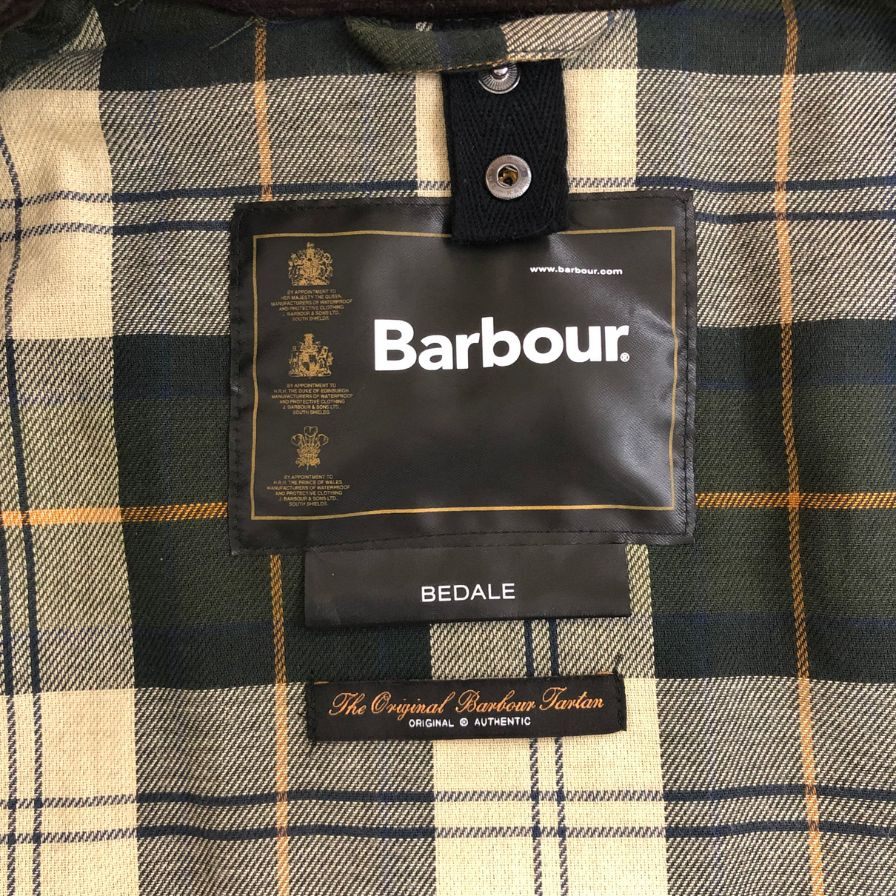 www.barbour.com
Barbour®
BY APPOINTMENT TO
HER MAJESTY THE QUEEN
MANUFACTURERS OF WATERPROOF
AND PROTECTIVE CLOTHING
J. BARBOUR & SONS LTD.,
SOUTH SHIELDS.
BY APPOINTMENT TO
H.R.H. THE DUKE OF EDINBURGH
MANUFACTURERS OF WATERPROOF
AND PROTECTIVE CLOTHING
J. BARBOUR & SONS LTD.,
SOUTH SHIELDS.
BY APPOINTMENT TO
H.R.H. THE PRINCE OF WALES
MANUFACTURERS OF WATERPROOF
AND PROTECTIVE CLOTHING
J. BARBOUR & SONS LTD.,
SOUTH SHIELDS.
BEDALE
The Original Barbour Tartan
ORIGINAL ® AUTHENTIC